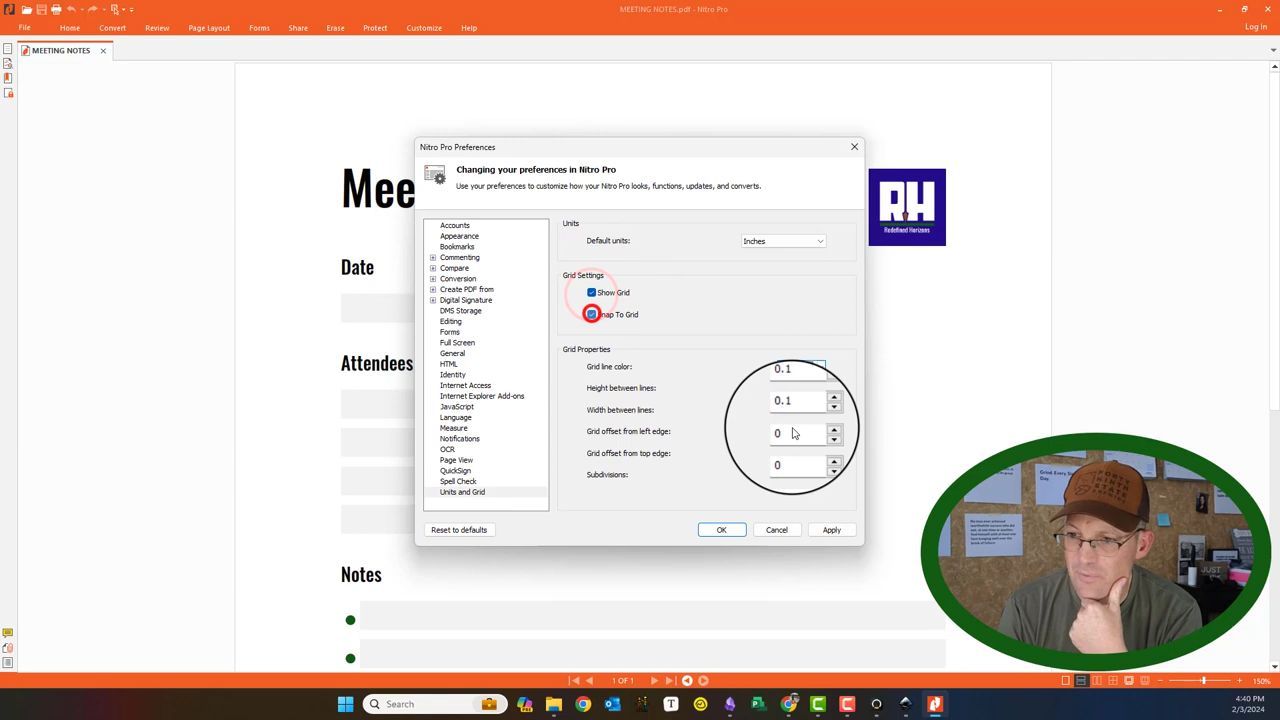 MEETING NOTES.pdf - Nitro Pro
File Home Convert Review Page Layout Forms Share Erase Protect Customize Help Log In
MEETING NOTES
Mee
RH
Redefined Horizons
Date
Attendees
Notes
Nitro Pro Preferences
Changing your preferences in Nitro Pro
Use your preferences to customize how your Nitro Pro looks, functions, updates, and converts.
Accounts
Appearance
Bookmarks
Commenting
Compare
Conversion
Create PDF from
Digital Signature
DMS Storage
Editing
Forms
Full Screen
General
HTML
Identity
Internet Access
Internet Explorer Add-ons
JavaScript
Language
Measure
Notifications
OCR
Page View
QuickSign
Spell Check
Units and Grid
Units
Default units: Inches
Grid Settings
Show Grid
Snap To Grid
Grid Properties
Grid line color:
Height between lines:
Width between lines:
Grid offset from left edge:
Grid offset from top edge:
Subdivisions:
0.1
0.1
0
0
Reset to defaults OK Cancel Apply
FORTY
NINTH STATE
JUST
1 OF 1
150%
Search
4:40 PM
2/3/2024